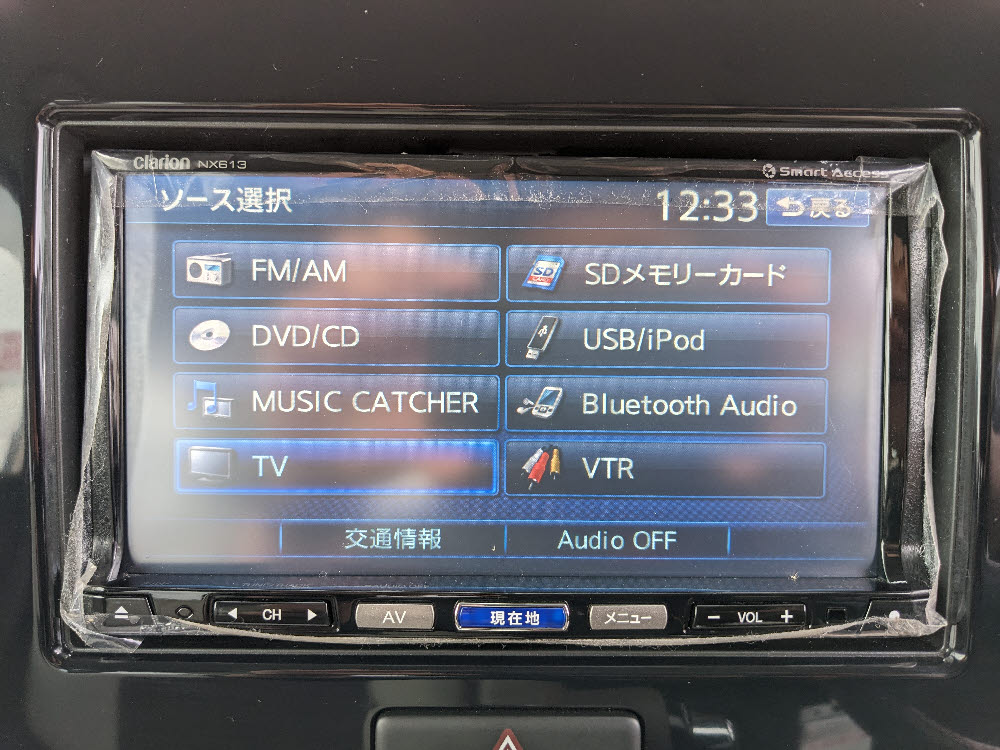 Clarion NX613
Smart Access
ソース選択 12:33 戻る
FM/AM SD SDメモリーカード
DVD/CD USB/iPod
MUSIC CATCHER Bluetooth Audio
TV VTR
交通情報 Audio OFF
CH AV 現在地 メニュー − VOL +